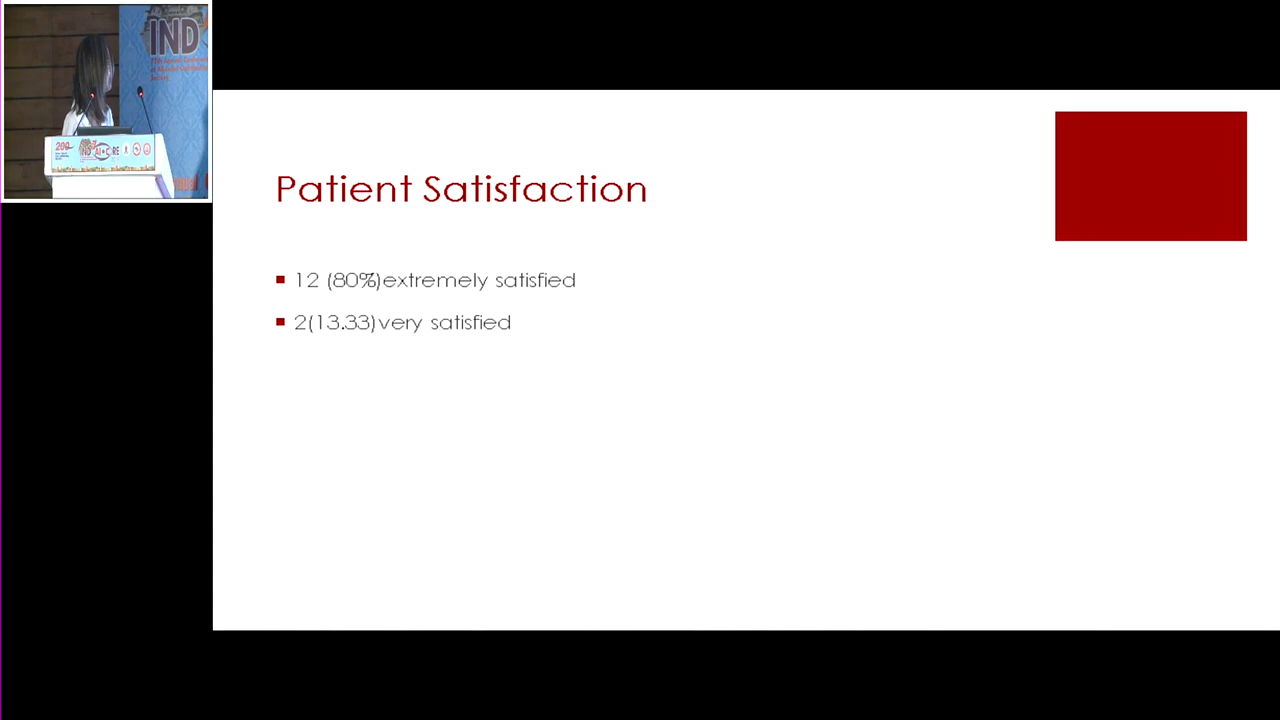 IND
Patient Satisfaction
12 (80%)extremely satisfied
2(13.33)very satisfied